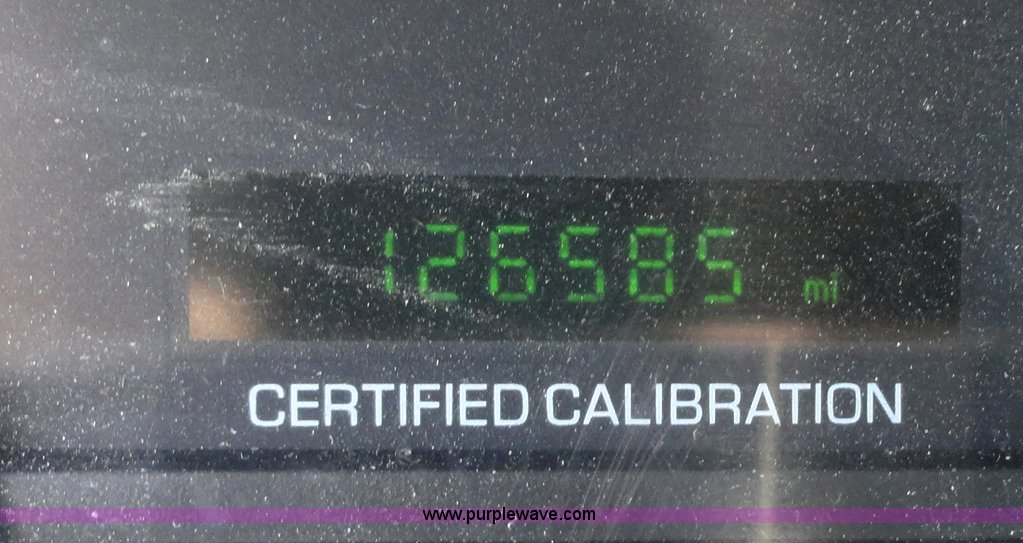 126585 mi
CERTIFIED CALIBRATION
www.purplewave.com